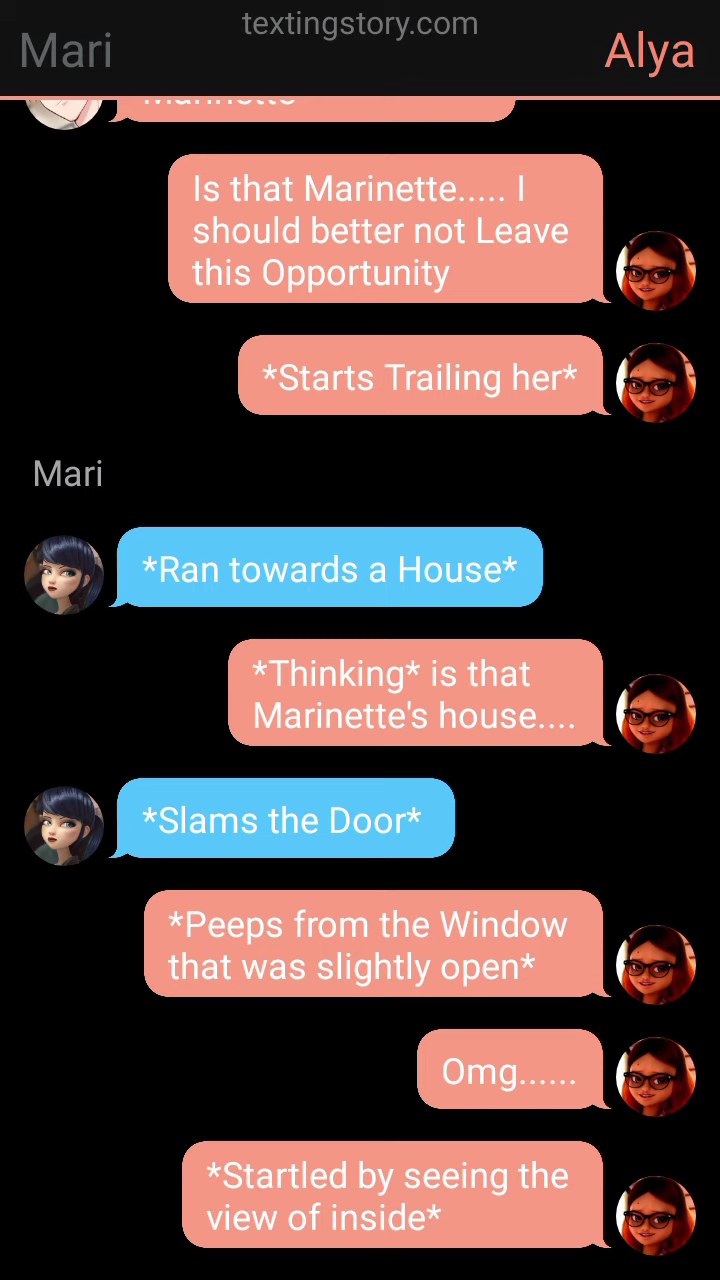 textingstory.com
Mari
Alya
Marinette
Is that Marinette..... I
should better not Leave
this Opportunity
*Starts Trailing her*
Mari
*Ran towards a House*
*Thinking* is that
Marinette's house....
*Slams the Door*
*Peeps from the Window
that was slightly open*
Omg......
*Startled by seeing the
view of inside*